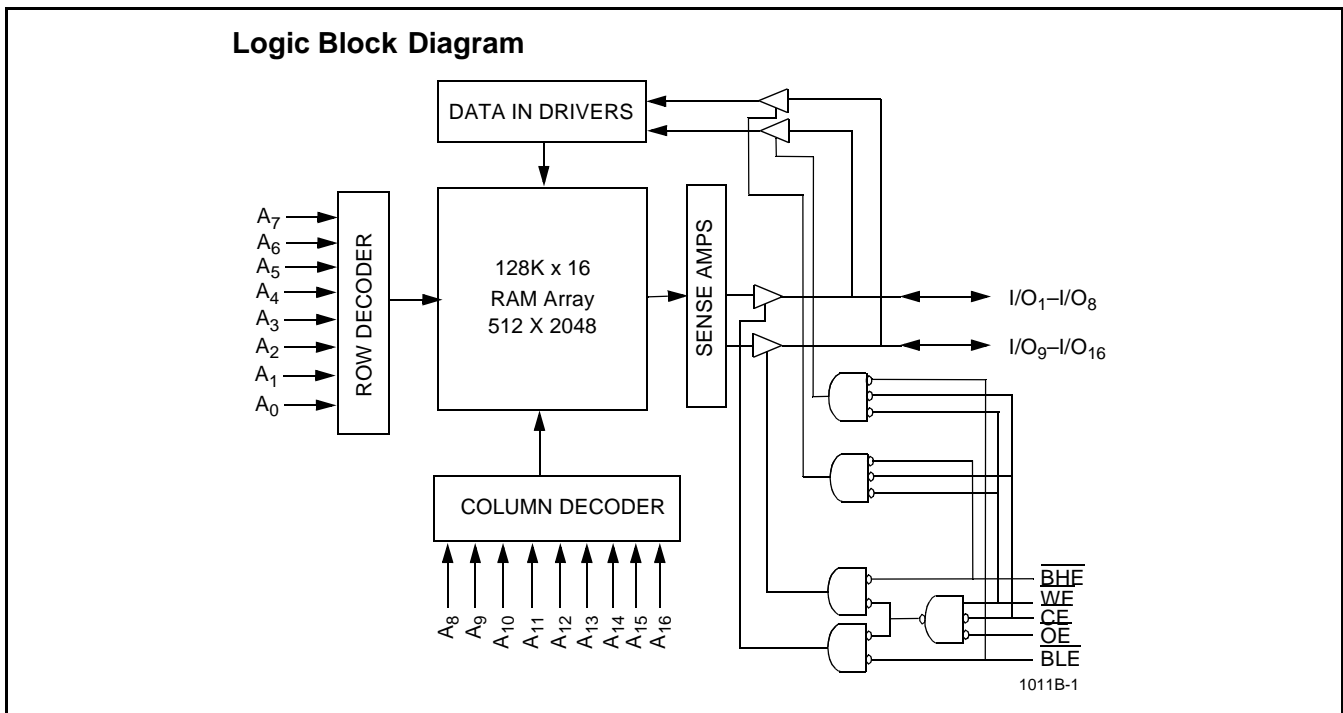 Logic Block Diagram
DATA IN DRIVERS
A7
A6
A5
A4
A3
A2
A1
A0
ROW DECODER
128K x 16
RAM Array
512 X 2048
SENSE AMPS
I/O1–I/O8
I/O9–I/O16
COLUMN DECODER
A8
A9
A10
A11
A12
A13
A14
A15
A16
BHE
WE
CE
OE
BLE
1011B-1